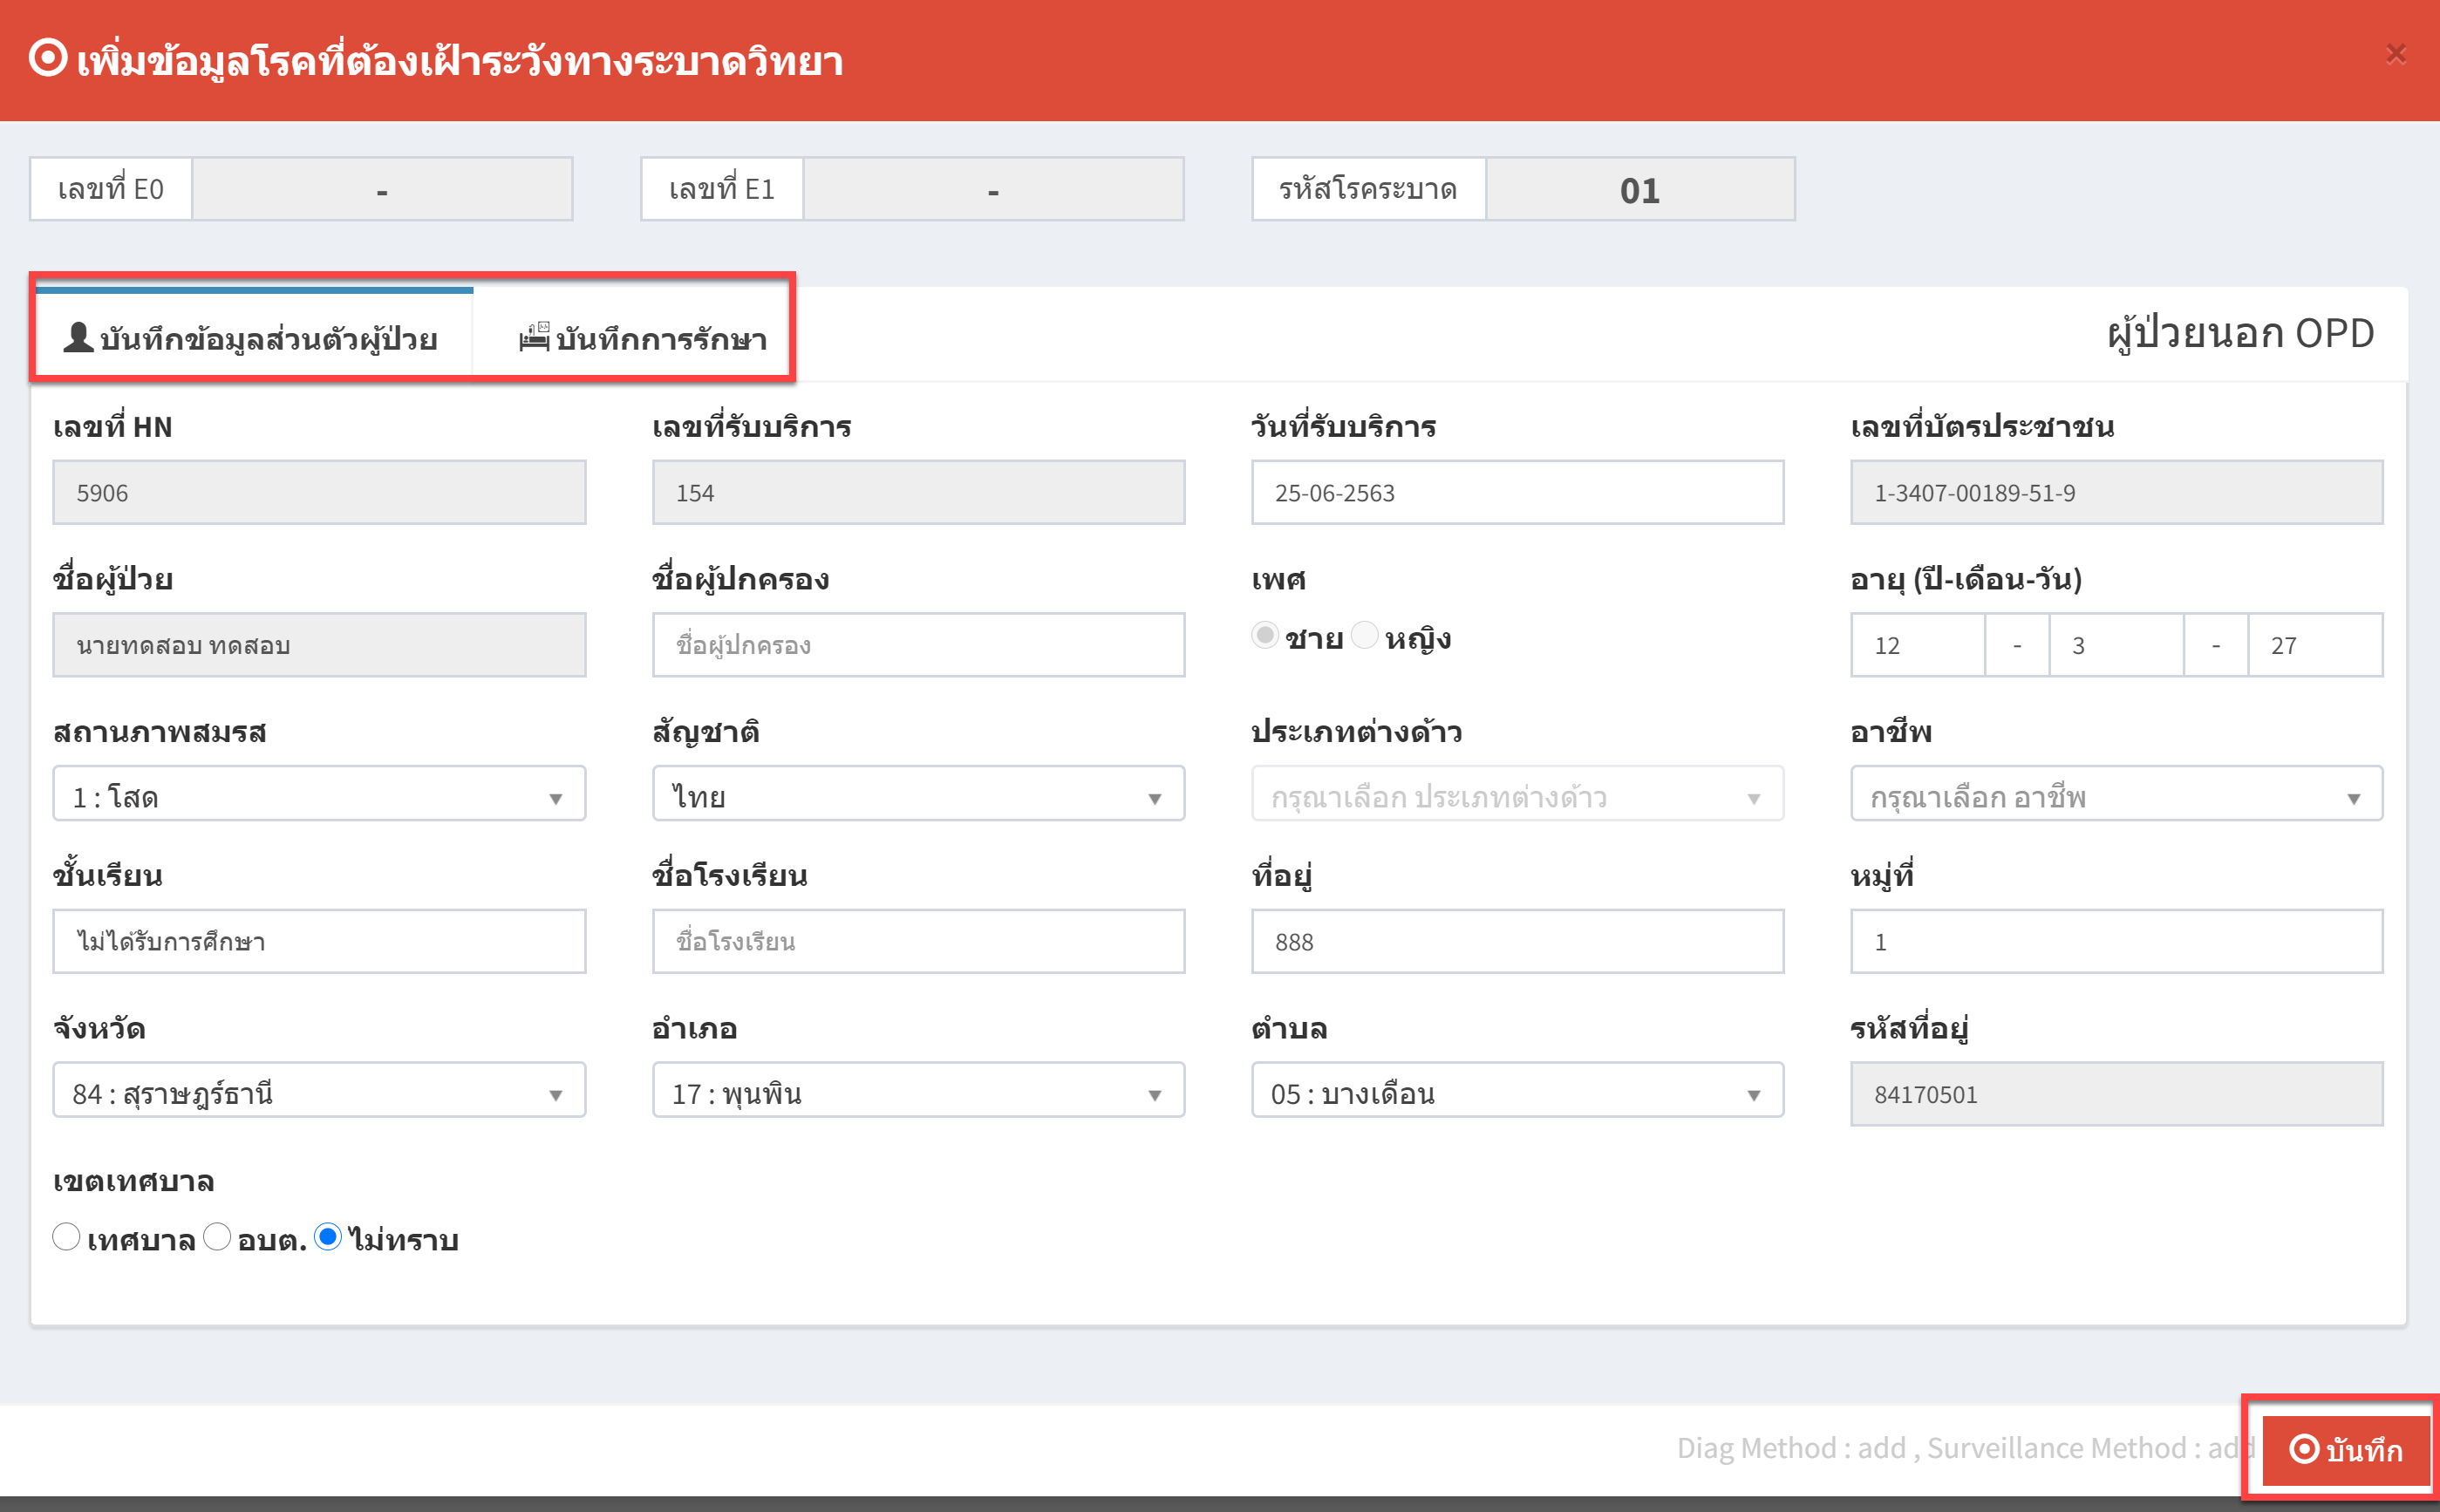 เพิ่มข้อมูลโรคที่ต้องเฝ้าระวังทางระบาดวิทยา ×
เลขที่ E0 - เลขที่ E1 - รหัสโรคระบาด 01
บันทึกข้อมูลส่วนตัวผู้ป่วย บันทึกการรักษา ผู้ป่วยนอก OPD
เลขที่ HN เลขที่รับบริการ วันที่รับบริการ เลขที่บัตรประชาชน
5906 154 25-06-2563 1-3407-00189-51-9
ชื่อผู้ป่วย ชื่อผู้ปกครอง เพศ อายุ (ปี-เดือน-วัน)
นายทดสอบ ทดสอบ ชื่อผู้ปกครอง ชาย หญิง 12 - 3 - 27
สถานภาพสมรส สัญชาติ ประเภทต่างด้าว อาชีพ
1 : โสด ไทย กรุณาเลือก ประเภทต่างด้าว กรุณาเลือก อาชีพ
ชั้นเรียน ชื่อโรงเรียน ที่อยู่ หมู่ที่
ไม่ได้รับการศึกษา ชื่อโรงเรียน 888 1
จังหวัด อำเภอ ตำบล รหัสที่อยู่
84 : สุราษฎร์ธานี 17 : พุนพิน 05 : บางเดือน 84170501
เขตเทศบาล
เทศบาล อบต. ไม่ทราบ
Diag Method : add , Surveillance Method : add บันทึก